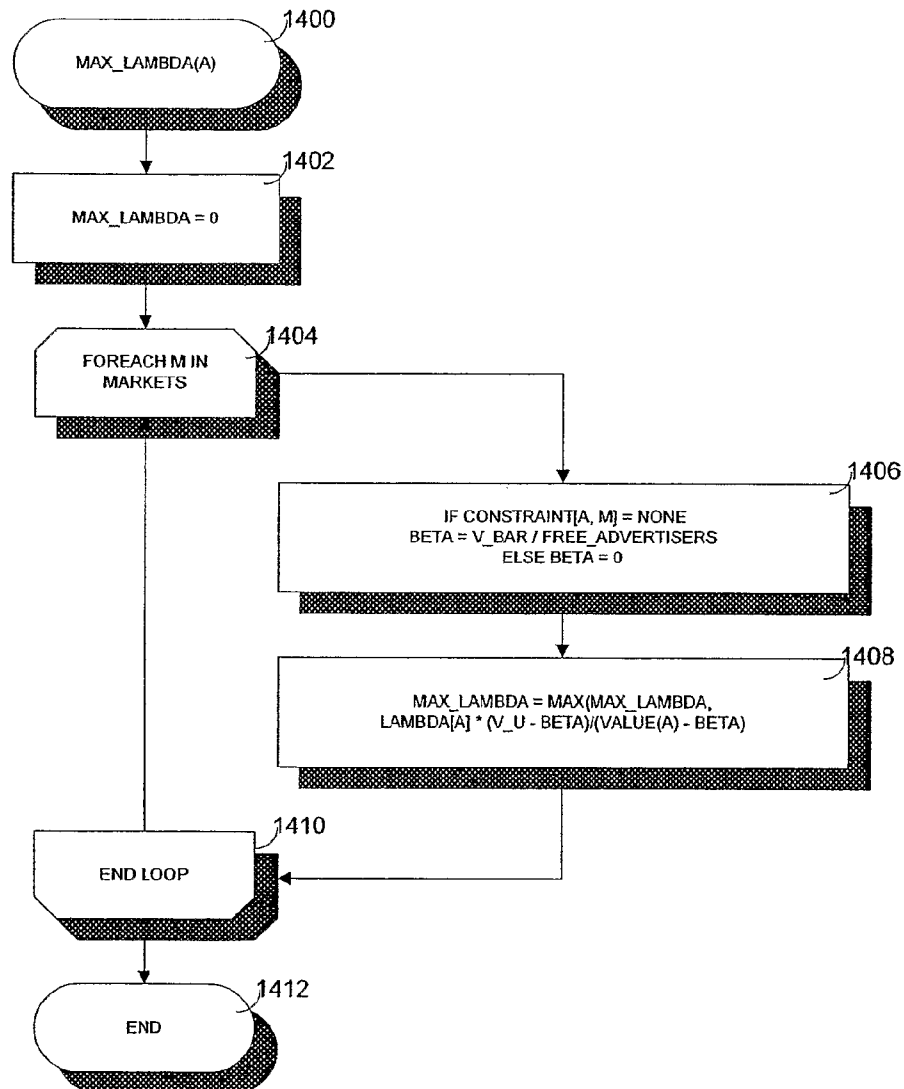 1400
MAX_LAMBDA(A)
1402
MAX_LAMBDA = 0
1404
FOREACH M IN
MARKETS
1406
IF CONSTRAINT[A, M] = NONE
BETA = V_BAR / FREE_ADVERTISERS
ELSE BETA = 0
1408
MAX_LAMBDA = MAX(MAX_LAMBDA,
LAMBDA[A] * (V_U - BETA)/(VALUE(A) - BETA)
1410
END LOOP
1412
END